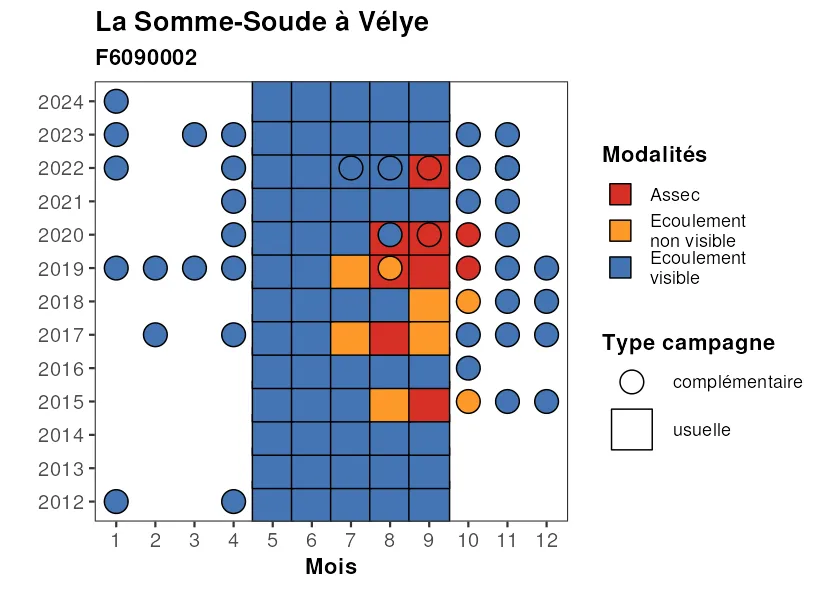 La Somme-Soude à Vélye
F6090002
2024
2023
2022
2021
2020
2019
2018
2017
2016
2015
2014
2013
2012
1 2 3 4 5 6 7 8 9 10 11 12
Mois
Modalités
Assec
Ecoulement
non visible
Ecoulement
visible
Type campagne
complémentaire
usuelle